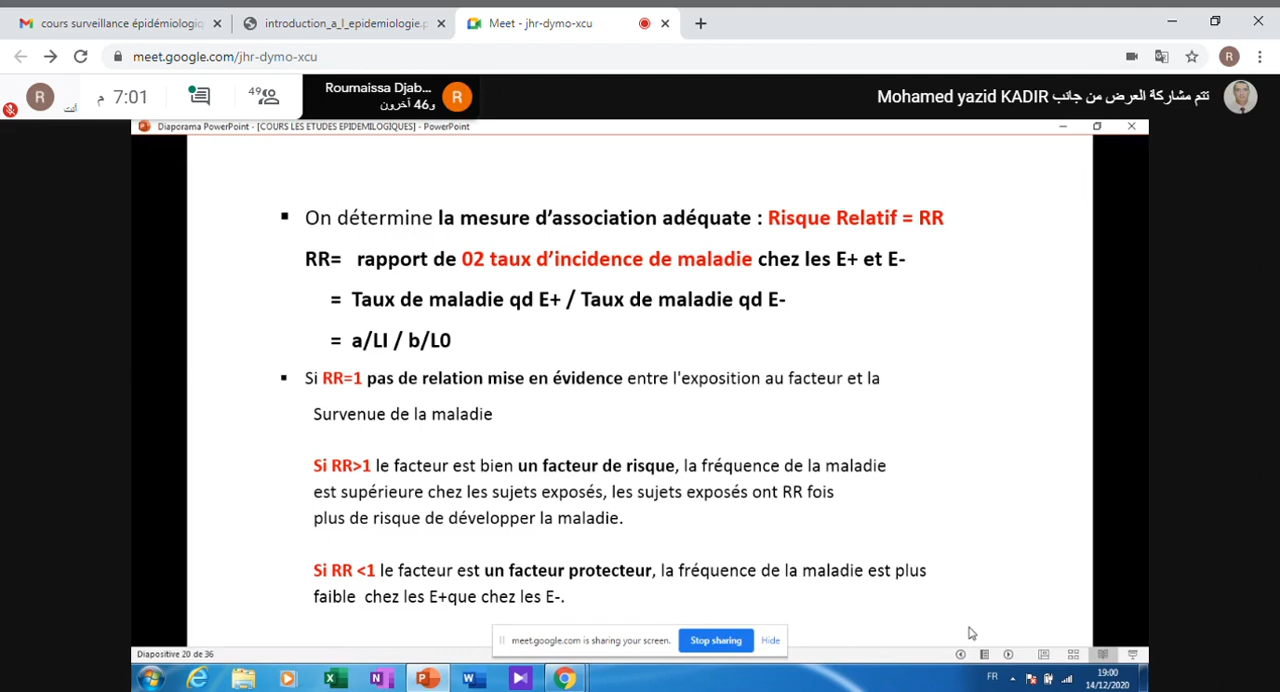 cours surveillance épidémiologiq
introduction_a_l_epidemiologie.p
Meet - jhr-dymo-xcu
meet.google.com/jhr-dymo-xcu
R
R
أنت
7:01 م
49
Roumaissa Djab...
و46 آخرون
R
تتم مشاركة العرض من جانب Mohamed yazid KADIR
Diaporama PowerPoint - [COURS LES ETUDES EPIDEMILOGIQUES] - PowerPoint
▪ On détermine la mesure d’association adéquate : Risque Relatif = RR
RR= rapport de 02 taux d’incidence de maladie chez les E+ et E-
= Taux de maladie qd E+ / Taux de maladie qd E-
= a/LI / b/L0
▪ Si RR=1 pas de relation mise en évidence entre l'exposition au facteur et la
Survenue de la maladie
Si RR>1 le facteur est bien un facteur de risque, la fréquence de la maladie
est supérieure chez les sujets exposés, les sujets exposés ont RR fois
plus de risque de développer la maladie.
Si RR <1 le facteur est un facteur protecteur, la fréquence de la maladie est plus
faible chez les E+que chez les E-.
meet.google.com is sharing your screen.
Stop sharing
Hide
Diapositive 20 de 36
FR
19:00
14/12/2020